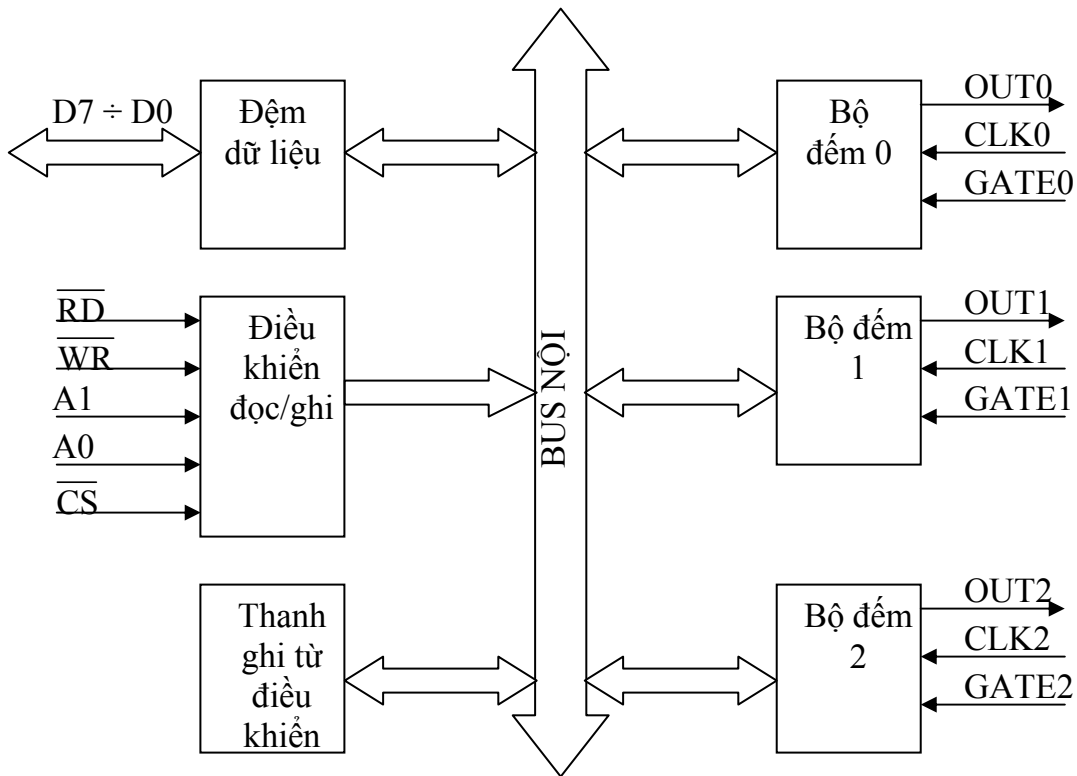 D7 ÷ D0
Đệm
dữ liệu
RD
WR
A1
A0
CS
Điều
khiển
đọc/ghi
Thanh
ghi từ
điều
khiển
BUS NỘI
Bộ
đếm 0
OUT0
CLK0
GATE0
Bộ đếm
1
OUT1
CLK1
GATE1
Bộ đếm
2
OUT2
CLK2
GATE2